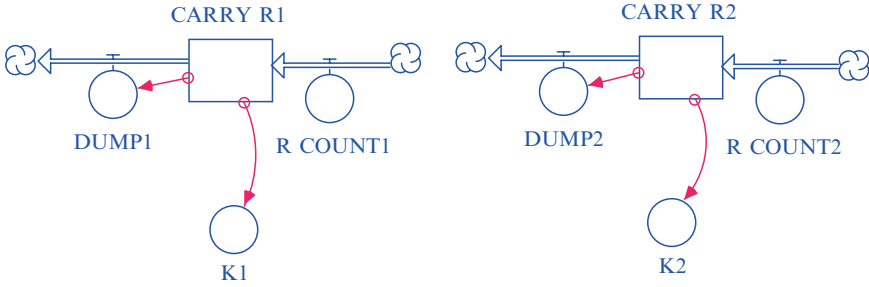 CARRY R1
DUMP1
R COUNT1
K1
CARRY R2
DUMP2
R COUNT2
K2